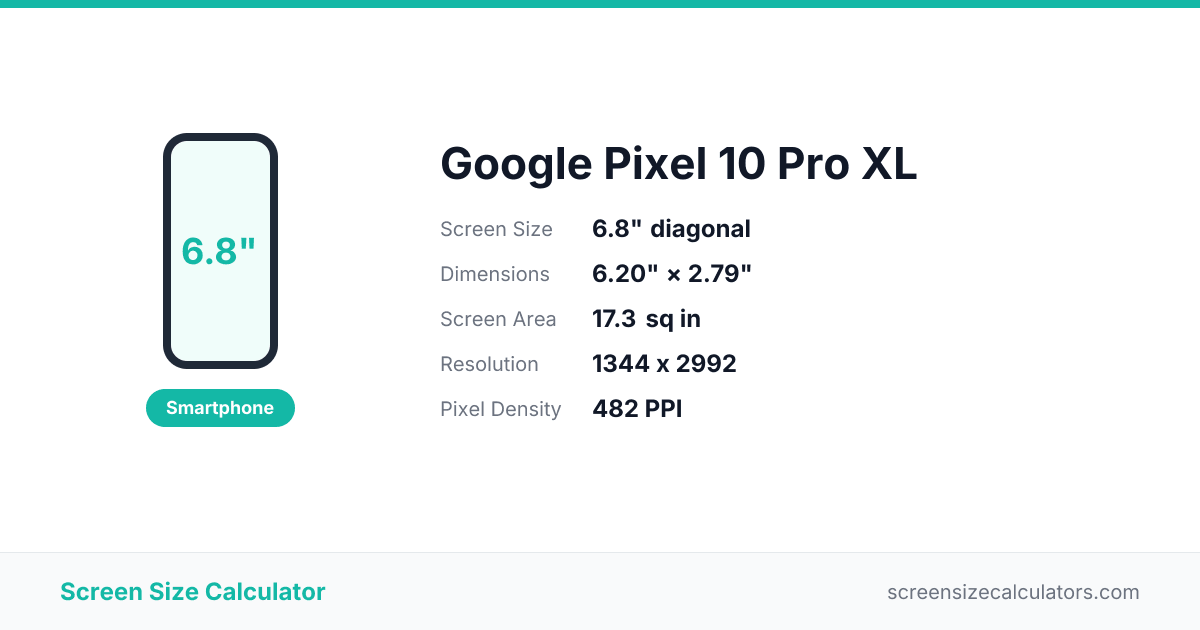 Google Pixel 10 Pro XL
6.8"
Screen Size 6.8" diagonal
Dimensions 6.20" × 2.79"
Screen Area 17.3 sq in
Resolution 1344 x 2992
Pixel Density 482 PPI
Smartphone
Screen Size Calculator
screensizecalculators.com